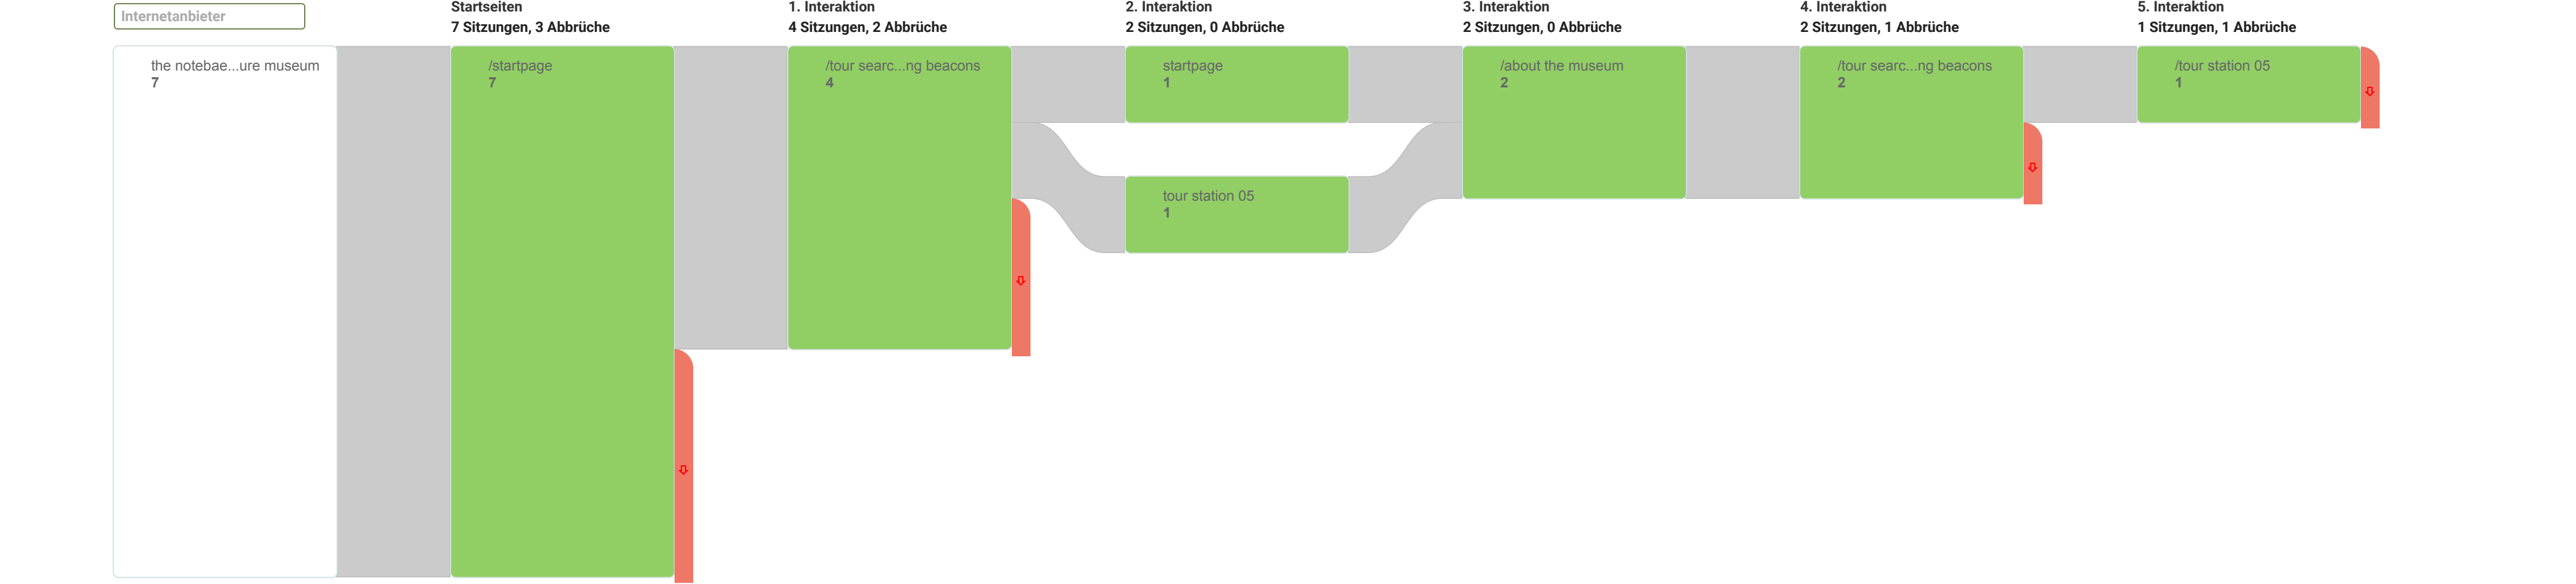 Internetanbieter
Startseiten
7 Sitzungen, 3 Abbrüche
1. Interaktion
4 Sitzungen, 2 Abbrüche
2. Interaktion
2 Sitzungen, 0 Abbrüche
3. Interaktion
2 Sitzungen, 0 Abbrüche
4. Interaktion
2 Sitzungen, 1 Abbrüche
5. Interaktion
1 Sitzungen, 1 Abbrüche
the notebae...ure museum
7
/startpage
7
/tour searc...ng beacons
4
startpage
1
tour station 05
1
/about the museum
2
/tour searc...ng beacons
2
/tour station 05
1